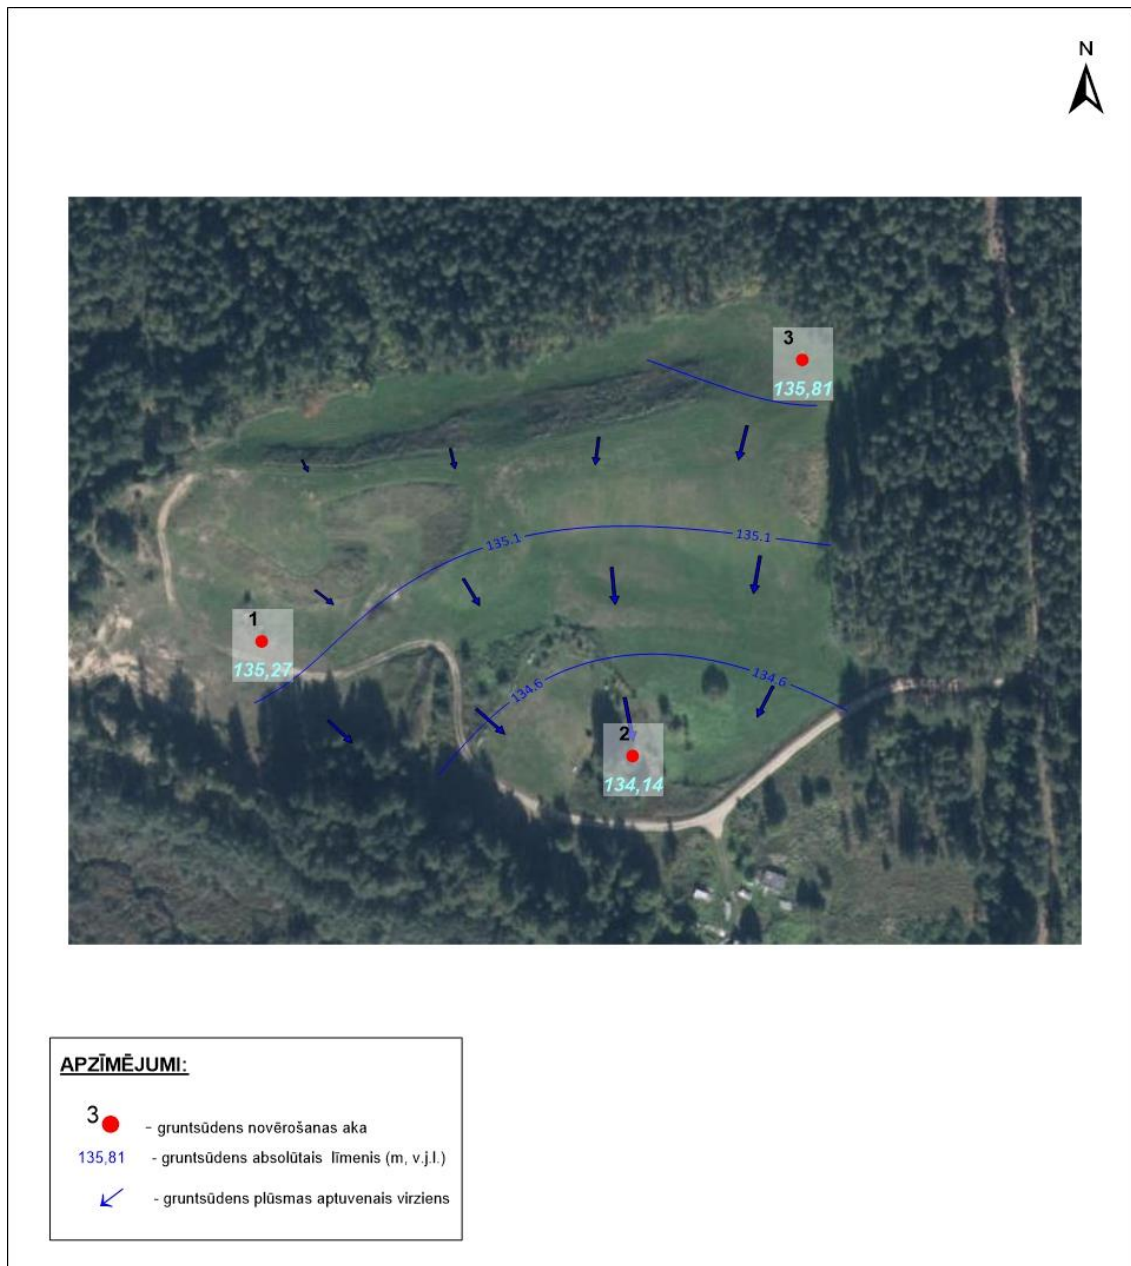 N
3
135,81
135.1
135.1
1
135,27
134.6
134.6
2
134,14
APZĪMĒJUMI:
3 - gruntsūdens novērošanas aka
135,81 - gruntsūdens absolūtais līmenis (m, v.j.l.)
- gruntsūdens plūsmas aptuvenais virziens